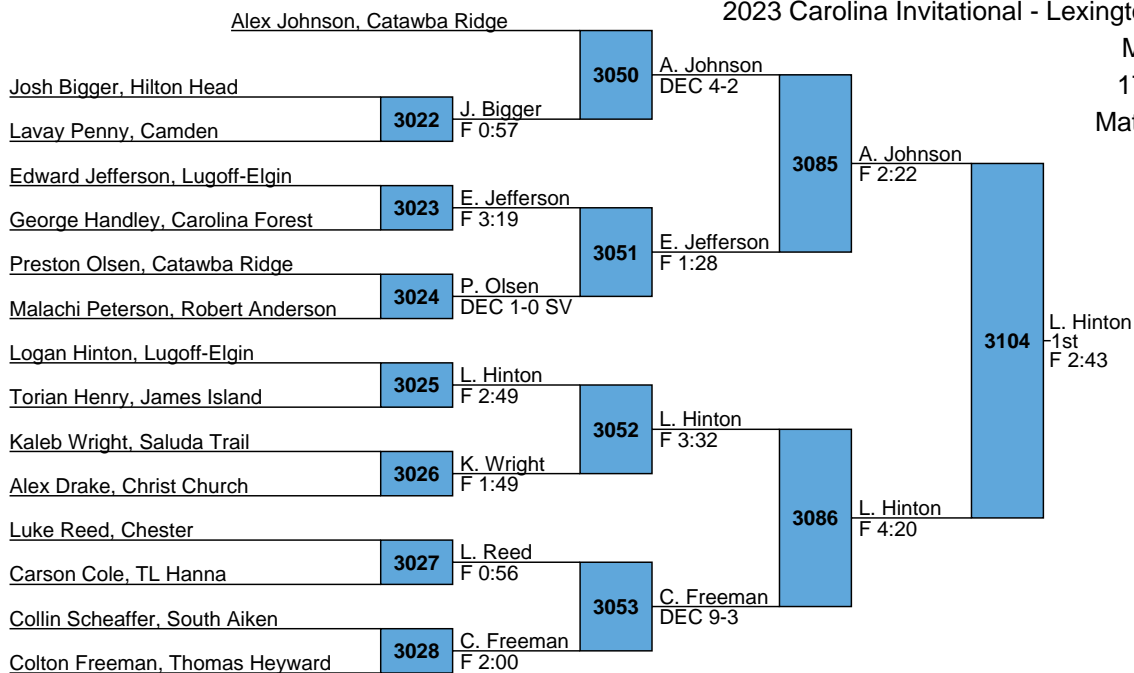 2023 Carolina Invitational - Lexingt
M
17
Mat
Alex Johnson, Catawba Ridge
3050
A. Johnson
DEC 4-2
Josh Bigger, Hilton Head
3022
J. Bigger
F 0:57
Lavay Penny, Camden
3085
A. Johnson
F 2:22
Edward Jefferson, Lugoff-Elgin
3023
E. Jefferson
F 3:19
George Handley, Carolina Forest
3051
E. Jefferson
F 1:28
Preston Olsen, Catawba Ridge
3024
P. Olsen
DEC 1-0 SV
Malachi Peterson, Robert Anderson
3104
L. Hinton
1st
F 2:43
Logan Hinton, Lugoff-Elgin
3025
L. Hinton
F 2:49
Torian Henry, James Island
3052
L. Hinton
F 3:32
Kaleb Wright, Saluda Trail
3026
K. Wright
F 1:49
Alex Drake, Christ Church
3086
L. Hinton
F 4:20
Luke Reed, Chester
3027
L. Reed
F 0:56
Carson Cole, TL Hanna
3053
C. Freeman
DEC 9-3
Collin Scheaffer, South Aiken
3028
C. Freeman
F 2:00
Colton Freeman, Thomas Heyward